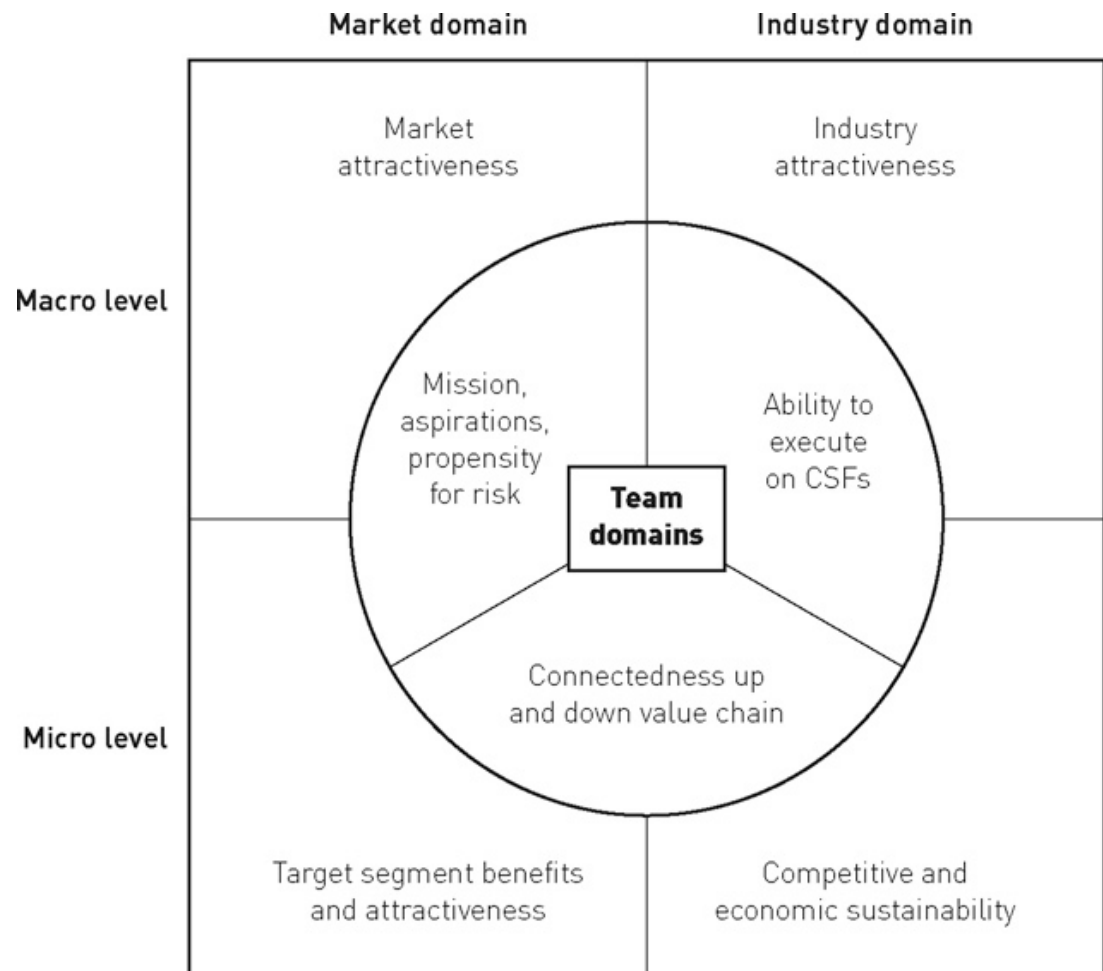 Market domain
Industry domain
Market
attractiveness
Industry
attractiveness
Macro level
Mission,
aspirations,
propensity
for risk
Ability to
execute
on CSFs
Team
domains
Connectedness up
and down value chain
Micro level
Target segment benefits
and attractiveness
Competitive and
economic sustainability